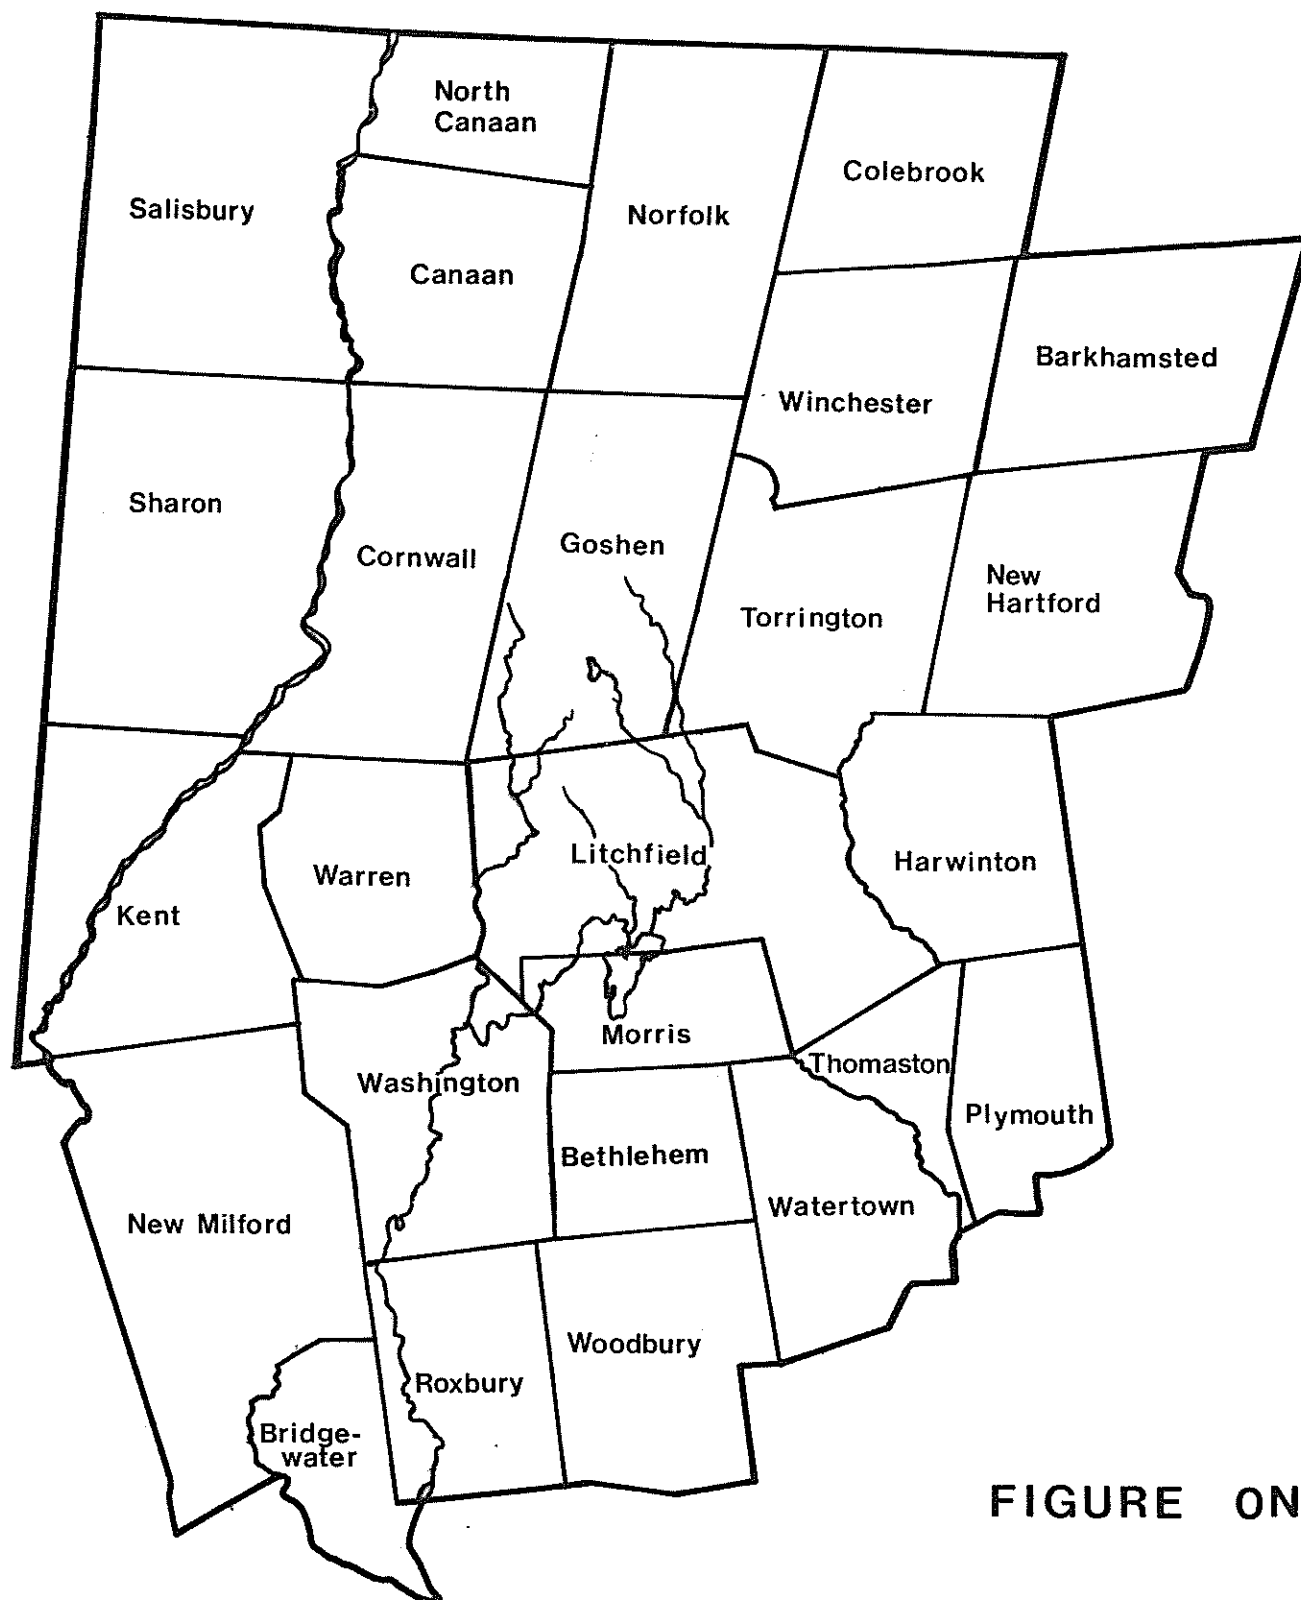 North
Canaan
Colebrook
Salisbury
Norfolk
Canaan
Barkhamsted
Winchester
Sharon
Goshen
Cornwall
New
Hartford
Torrington
Litchfield
Harwinton
Warren
Kent
Morris
Thomaston
Washington
Plymouth
Bethlehem
Watertown
New Milford
Woodbury
Roxbury
Bridge-
water
FIGURE ON